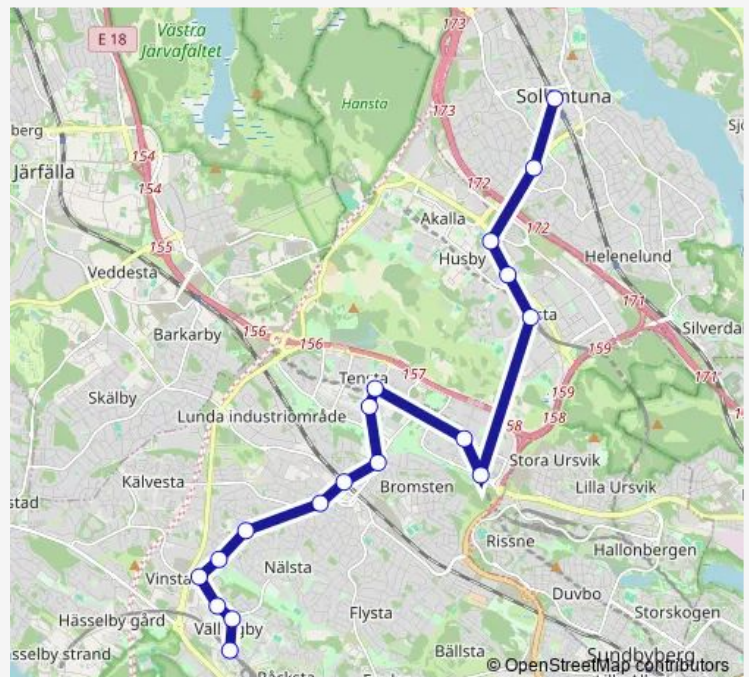 173
E 18
Västra
Järvafältet
Hansta
Sollentuna
173
berg
154
Järfälla
154
172
Akalla
172
155
Husby
Helenelund
Veddesta
171
156
156
Barkarby
159
Silverda
Tensta
157
171
Skälby
159
158
Lunda industriområde
58
Stora Ursvik
Kälvesta
Bromsten
Lilla Ursvik
stad
Rissne
Hallonbergen
Nälsta
Vinsta
Duvbo
Hässelby gård
Flysta
Storskogen
Bällsta
Sundbyberg
sselby strand
© OpenStreetMap contributors